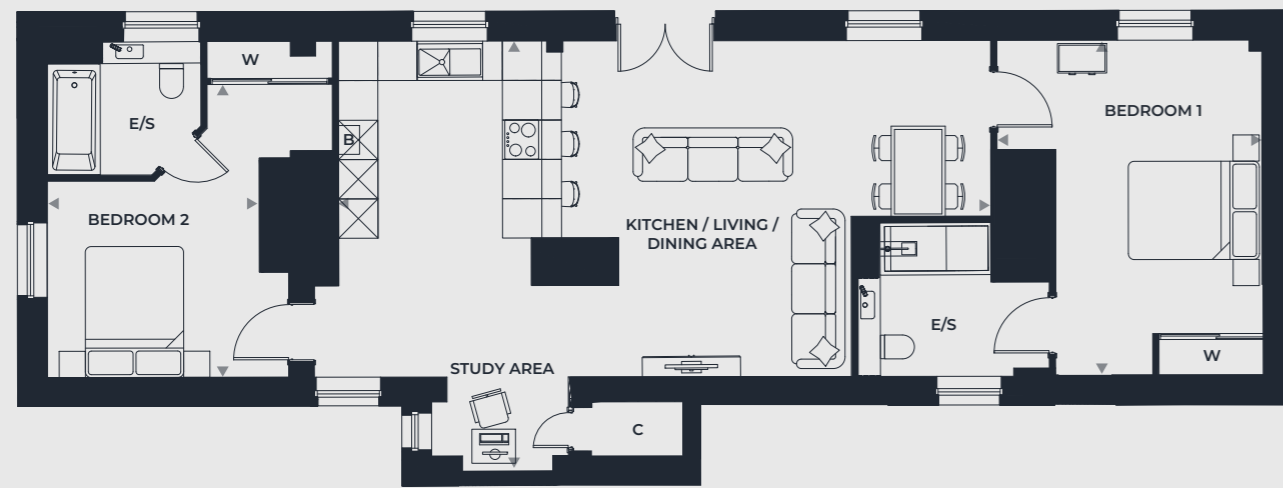 W
E/S
B
BEDROOM 1
BEDROOM 2
KITCHEN / LIVING /
DINING AREA
E/S
W
STUDY AREA
C